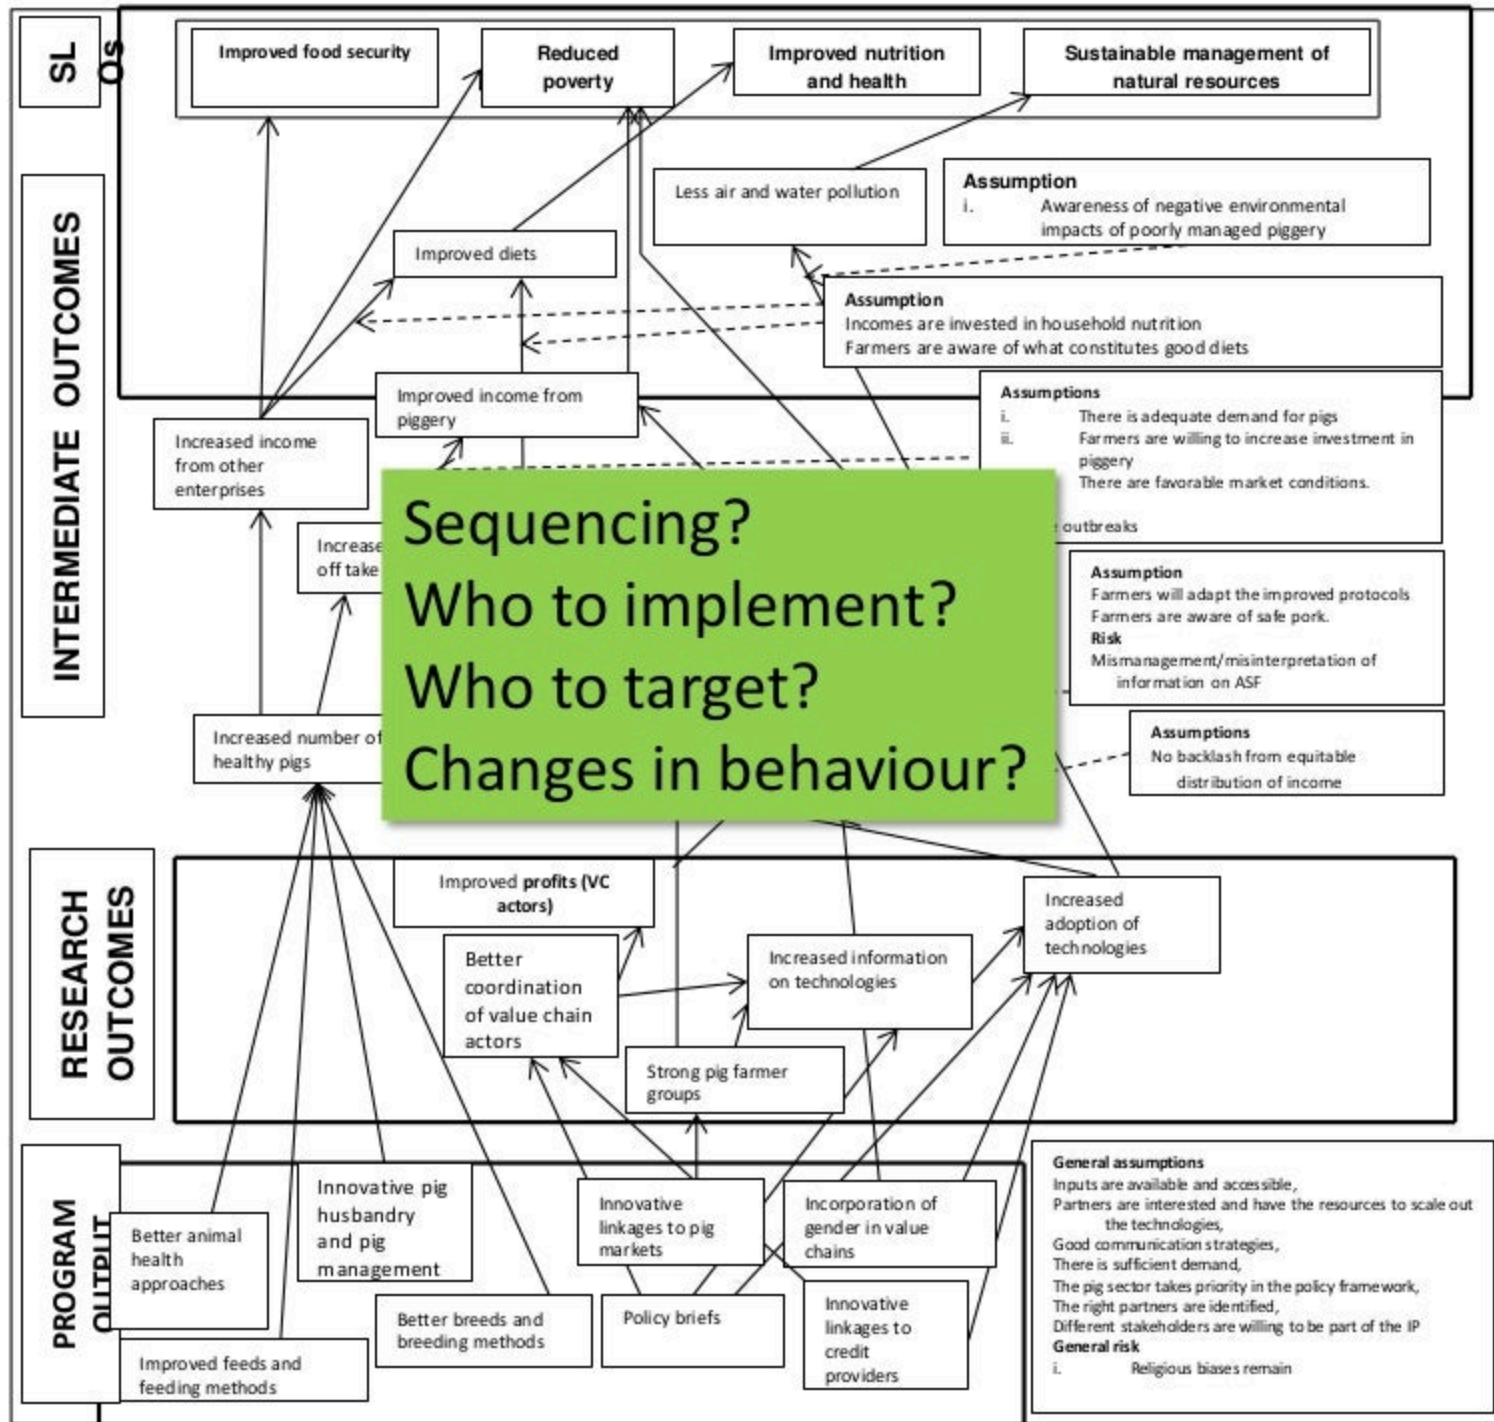 SL
Os
Improved food security
Reduced
poverty
Improved nutrition
and health
Sustainable management of
natural resources
INTERMEDIATE OUTCOMES
Less air and water pollution
Assumption
i. Awareness of negative environmental
impacts of poorly managed piggery
Improved diets
Assumption
Incomes are invested in household nutrition
Farmers are aware of what constitutes good diets
Improved income from
piggery
Assumptions
i. There is adequate demand for pigs
ii. Farmers are willing to increase investment in
piggery
There are favorable market conditions.
outbreaks
Increased income
from other
enterprises
Increase
off take
Sequencing?
Who to implement?
Who to target?
Changes in behaviour?
Assumption
Farmers will adapt the improved protocols
Farmers are aware of safe pork.
Risk
Mismanagement/misinterpretation of
information on ASF
Increased number of
healthy pigs
Assumptions
No backlash from equitable
distribution of income
RESEARCH
OUTCOMES
Improved profits (VC
actors)
Better
coordination
of value chain
actors
Increased information
on technologies
Increased
adoption of
technologies
Strong pig farmer
groups
PROGRAM
OUTPUT
Better animal
health
approaches
Innovative pig
husbandry
and pig
management
Innovative
linkages to pig
markets
Incorporation of
gender in value
chains
Improved feeds and
feeding methods
Better breeds and
breeding methods
Policy briefs
Innovative
linkages to
credit
providers
General assumptions
Inputs are available and accessible,
Partners are interested and have the resources to scale out
the technologies,
Good communication strategies,
There is sufficient demand,
The pig sector takes priority in the policy framework,
The right partners are identified,
Different stakeholders are willing to be part of the IP
General risk
i. Religious biases remain